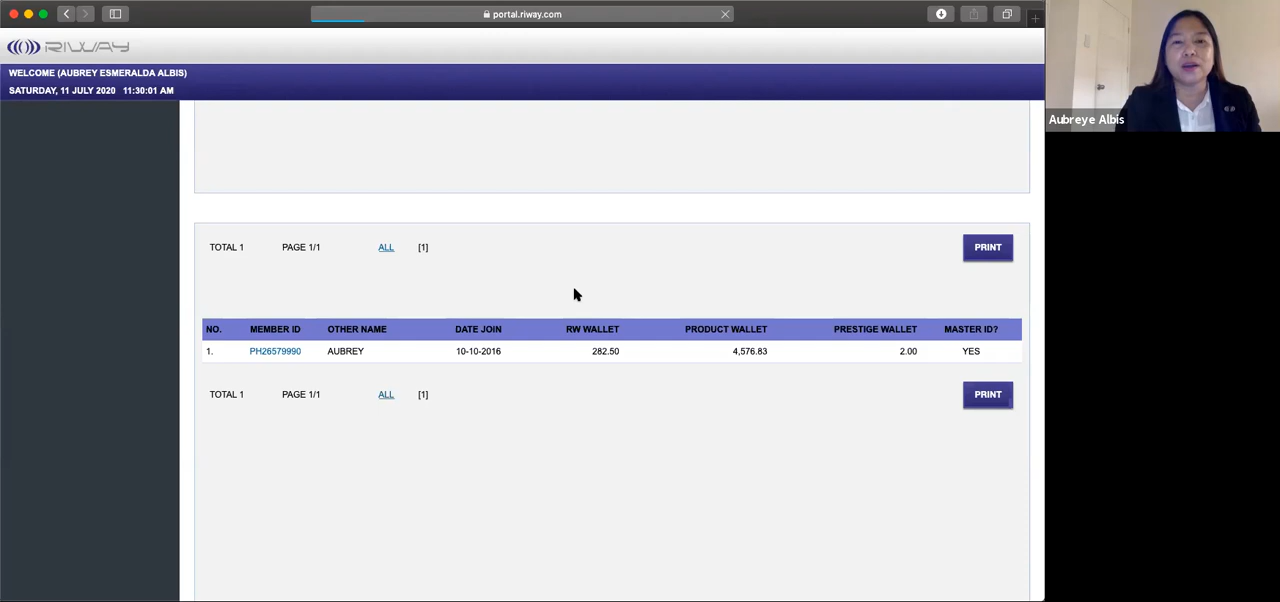 portal.riway.com
RIWAY
WELCOME (AUBREY ESMERALDA ALBIS)
SATURDAY, 11 JULY 2020 11:30:01 AM
Aubreye Albis
TOTAL 1 PAGE 1/1 ALL [1] PRINT
NO. MEMBER ID OTHER NAME DATE JOIN RW WALLET PRODUCT WALLET PRESTIGE WALLET MASTER ID?
1. PH26579990 AUBREY 10-10-2016 282.50 4,576.83 2.00 YES
TOTAL 1 PAGE 1/1 ALL [1] PRINT